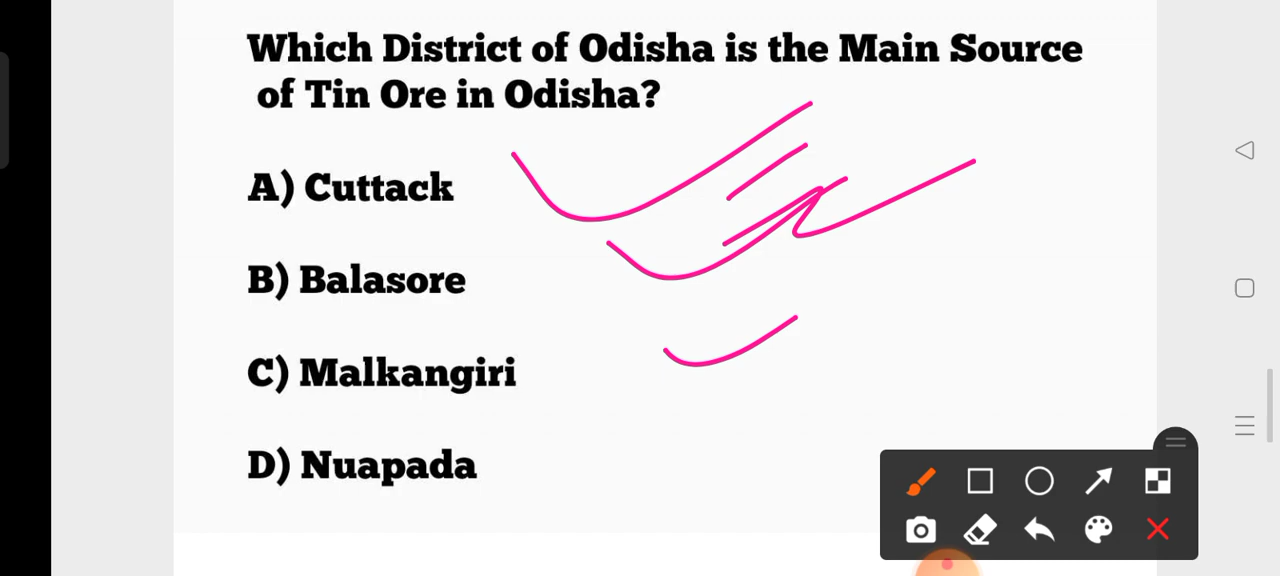 Which District of Odisha is the Main Source
of Tin Ore in Odisha?
A) Cuttack
B) Balasore
C) Malkangiri
D) Nuapada